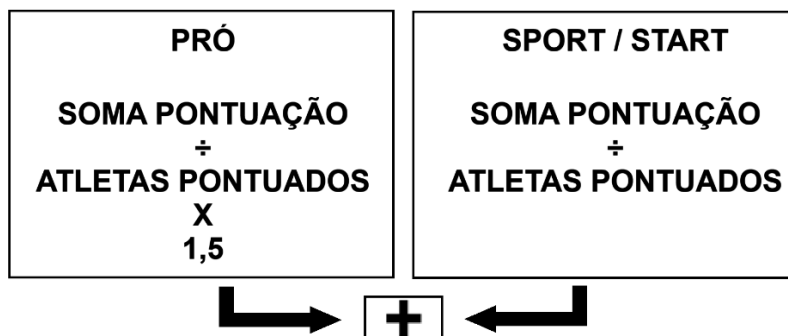 PRÓ
SOMA PONTUAÇÃO
÷
ATLETAS PONTUADOS
X
1,5
SPORT / START
SOMA PONTUAÇÃO
÷
ATLETAS PONTUADOS
+